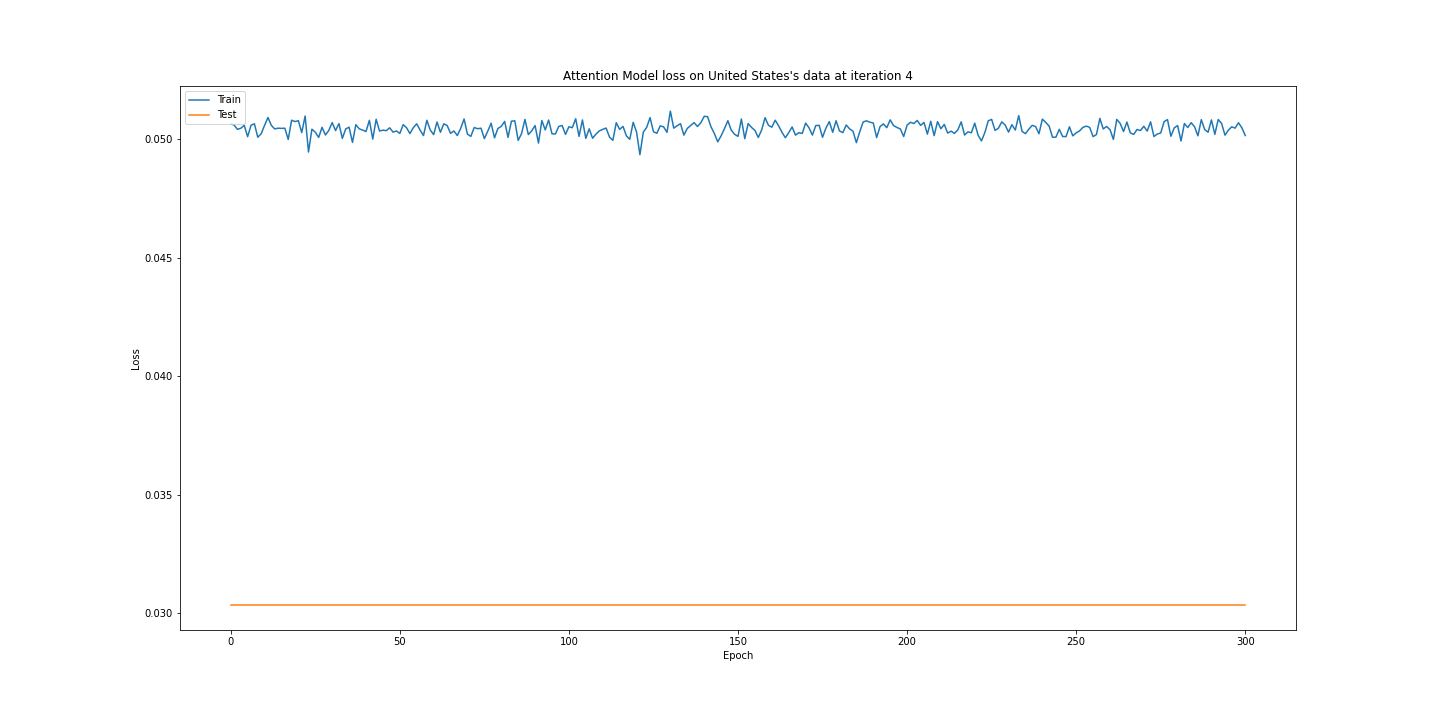 Attention Model loss on United States's data at iteration 4
Train
Test
0.050
0.045
0.040
0.035
0.030
Loss
0 50 100 150 200 250 300
Epoch